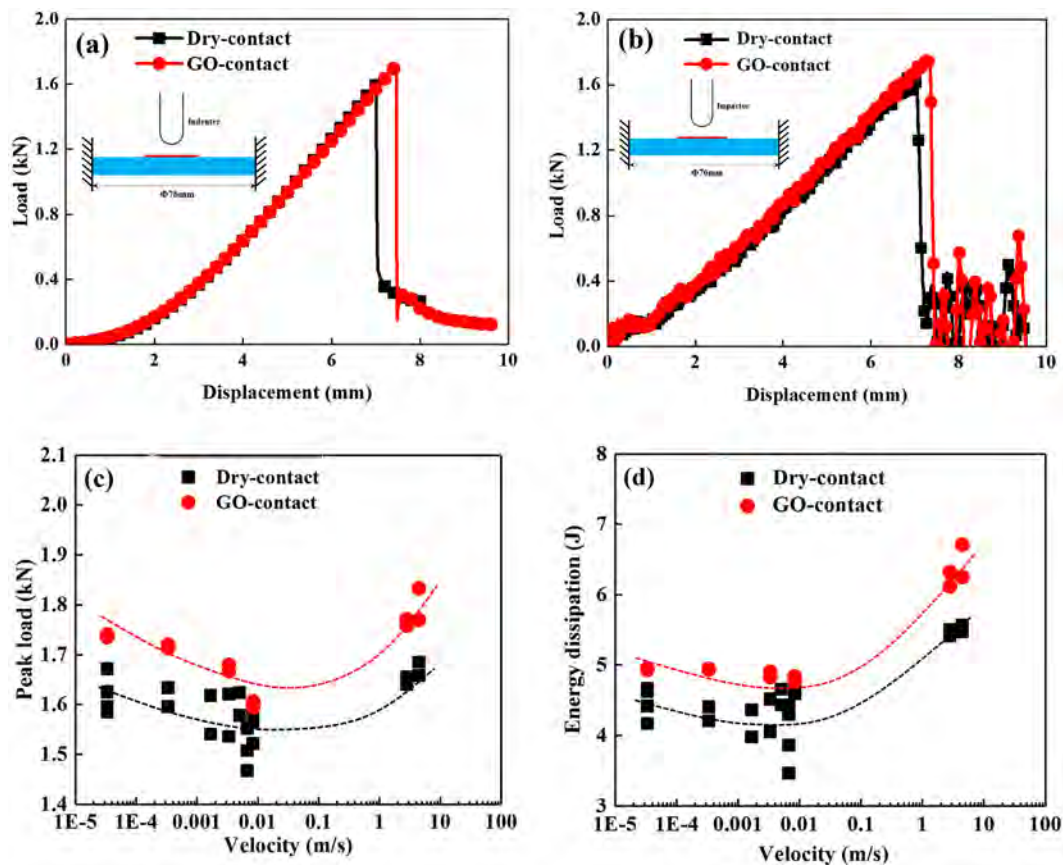 (a)
Dry-contact
GO-contact
Indenter
Φ76mm
Load (kN)
2.0
1.6
1.2
0.8
0.4
0.0
0 2 4 6 8 10
Displacement (mm)
(b)
Dry-contact
GO-contact
Impactor
Φ76mm
Load (kN)
2.0
1.6
1.2
0.8
0.4
0.0
0 2 4 6 8 10
Displacement (mm)
(c)
Dry-contact
GO-contact
Peak load (kN)
2.1
2.0
1.9
1.8
1.7
1.6
1.5
1.4
1E-5 1E-4 0.001 0.01 0.1 1 10 100
Velocity (m/s)
(d)
Dry-contact
GO-contact
Energy dissipation (J)
8
7
6
5
4
3
1E-5 1E-4 0.001 0.01 0.1 1 10 100
Velocity (m/s)